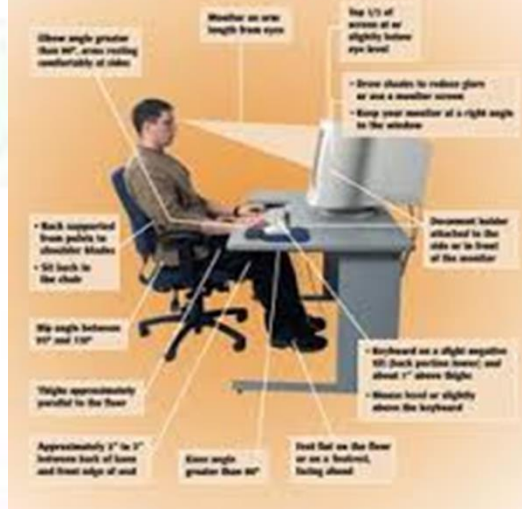 Elbow angle greater
than 90°, arms resting
comfortably at sides
Monitor an arm
length from eyes
Top 1/3 of
screen at or
slightly below
eye level
• Draw shades to reduce glare
or use a monitor screen
• Keep your monitor at a right angle
to the window
• Back supported
from pelvis to
shoulder blades
• Sit back in
the chair
Document holder
attached to the
side or in front
of the monitor
Hip angle between
and
Thighs approximately
parallel to the floor
• Keyboard on a slight negative
tilt (back portion lower) and
about 1" above thighs
• Mouse level or slightly
above the keyboard
Approximately 2" to 3"
between back of knee
and front edge of seat
Knee angle
greater than 90°
Feet flat on the floor
or on a footrest,
facing ahead